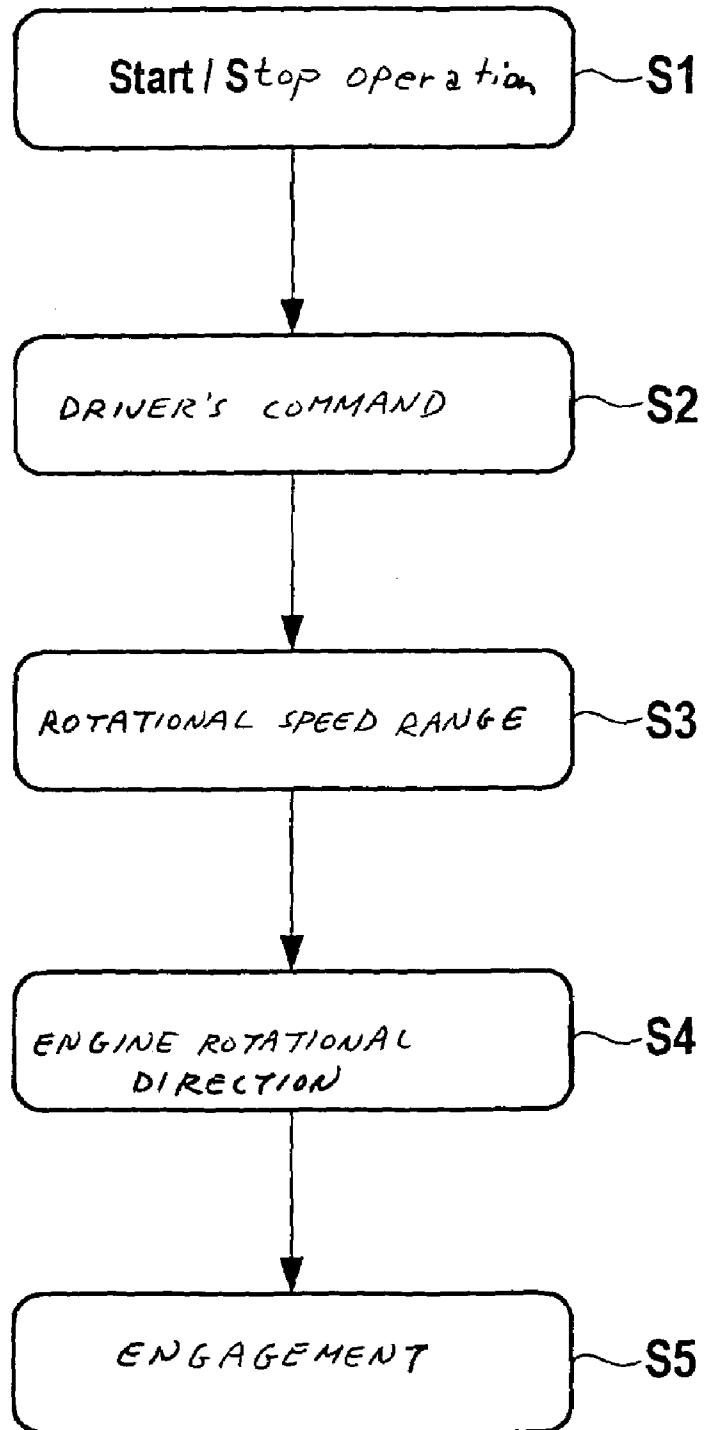 Start / Stop operation
S1
DRIVER'S COMMAND
S2
ROTATIONAL SPEED RANGE
S3
ENGINE ROTATIONAL
DIRECTION
S4
ENGAGEMENT
S5